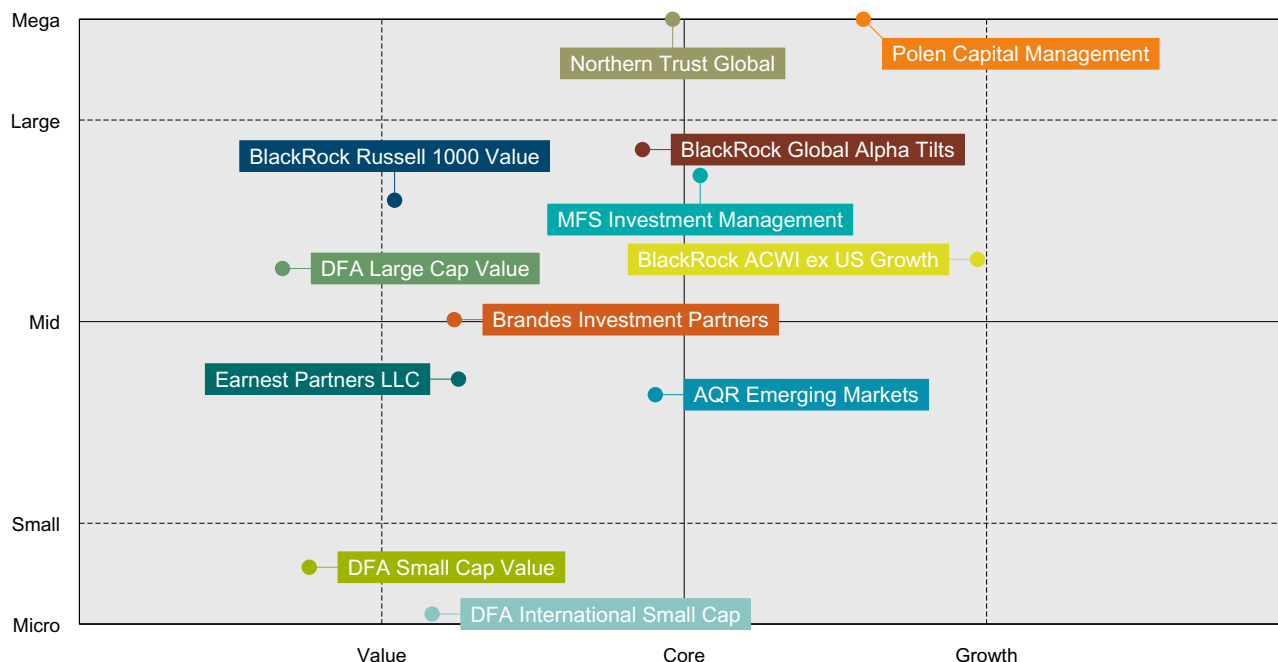 Mega
Northern Trust Global
Polen Capital Management
Large
BlackRock Russell 1000 Value
BlackRock Global Alpha Tilts
MFS Investment Management
DFA Large Cap Value
BlackRock ACWI ex US Growth
Mid
Brandes Investment Partners
Earnest Partners LLC
AQR Emerging Markets
Small
DFA Small Cap Value
DFA International Small Cap
Micro
Value
Core
Growth